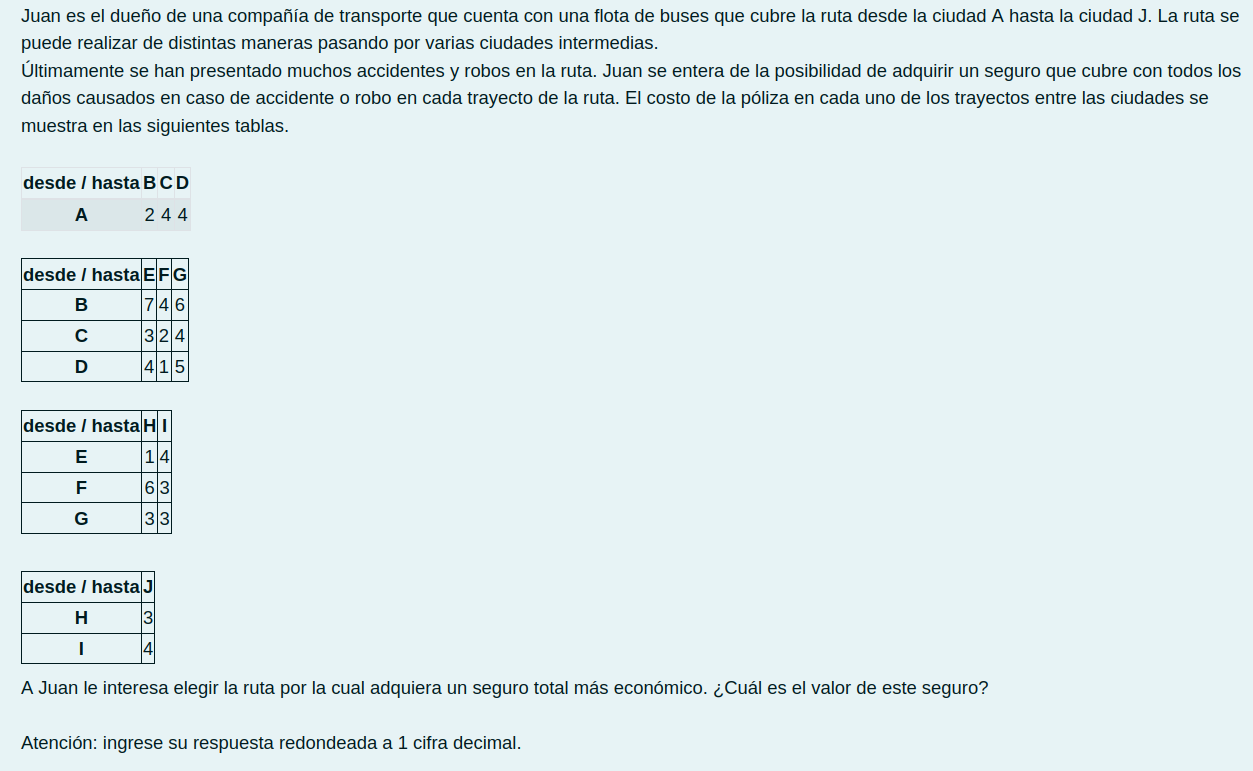 Juan es el dueño de una compañía de transporte que cuenta con una flota de buses que cubre la ruta desde la ciudad A hasta la ciudad J. La ruta se
puede realizar de distintas maneras pasando por varias ciudades intermedias.
Últimamente se han presentado muchos accidentes y robos en la ruta. Juan se entera de la posibilidad de adquirir un seguro que cubre con todos los
daños causados en caso de accidente o robo en cada trayecto de la ruta. El costo de la póliza en cada uno de los trayectos entre las ciudades se
muestra en las siguientes tablas.
desde / hasta B C D
A 2 4 4
desde / hasta E F G
B 7 4 6
C 3 2 4
D 4 1 5
desde / hasta H I
E 1 4
F 6 3
G 3 3
desde / hasta J
H 3
I 4
A Juan le interesa elegir la ruta por la cual adquiera un seguro total más económico. ¿Cuál es el valor de este seguro?
Atención: ingrese su respuesta redondeada a 1 cifra decimal.